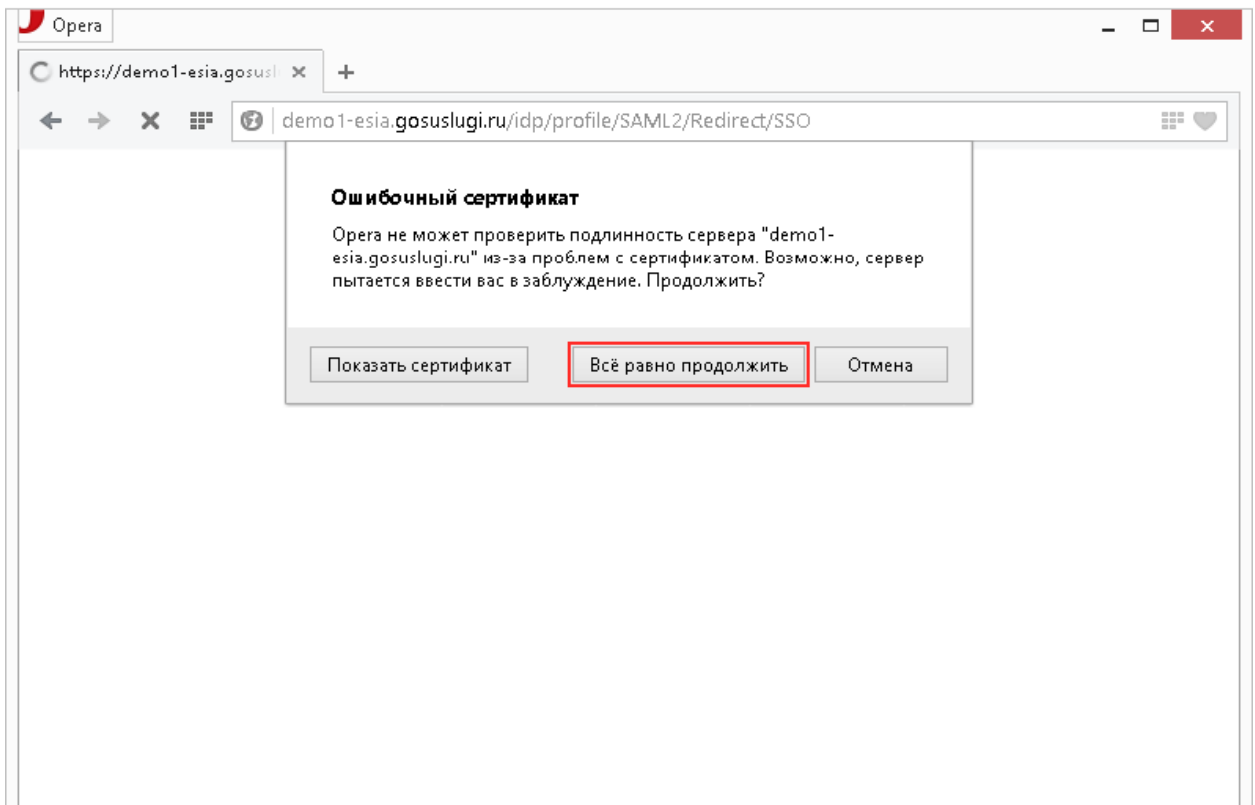 Opera
https://demo1-esia.gosusl
demo1-esia.gosuslugi.ru/idp/profile/SAML2/Redirect/SSO
Ошибочный сертификат
Opera не может проверить подлинность сервера "demo1-
esia.gosuslugi.ru" из-за проблем с сертификатом. Возможно, сервер
пытается ввести вас в заблуждение. Продолжить?
Показать сертификат Всё равно продолжить Отмена